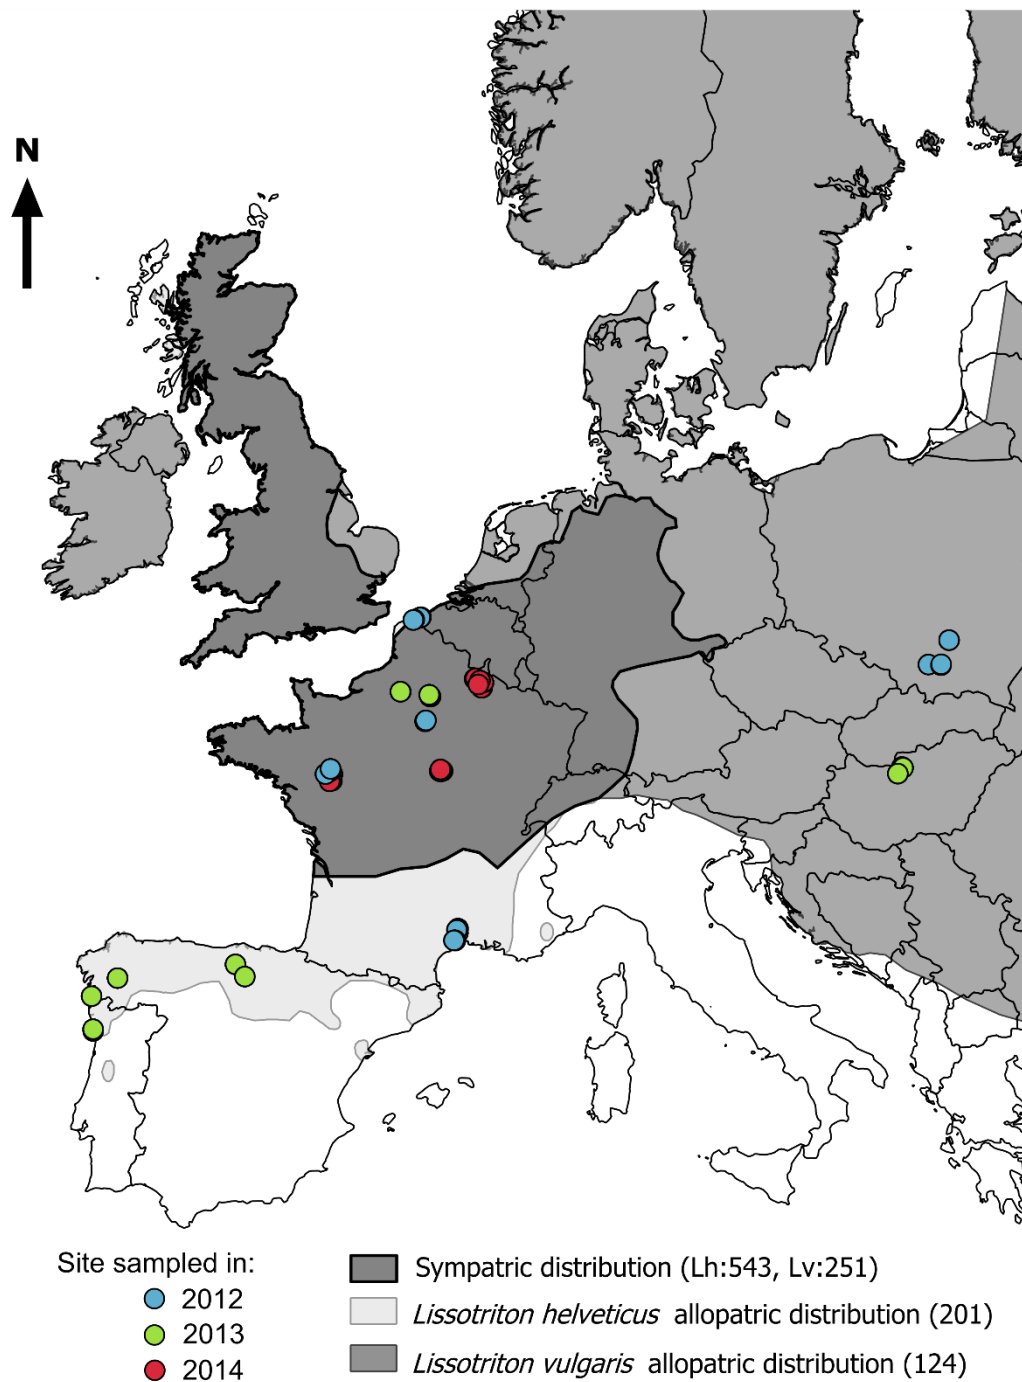 N
Site sampled in:
2012
2013
2014
Sympatric distribution (Lh:543, Lv:251)
Lissotriton helveticus allopatric distribution (201)
Lissotriton vulgaris allopatric distribution (124)